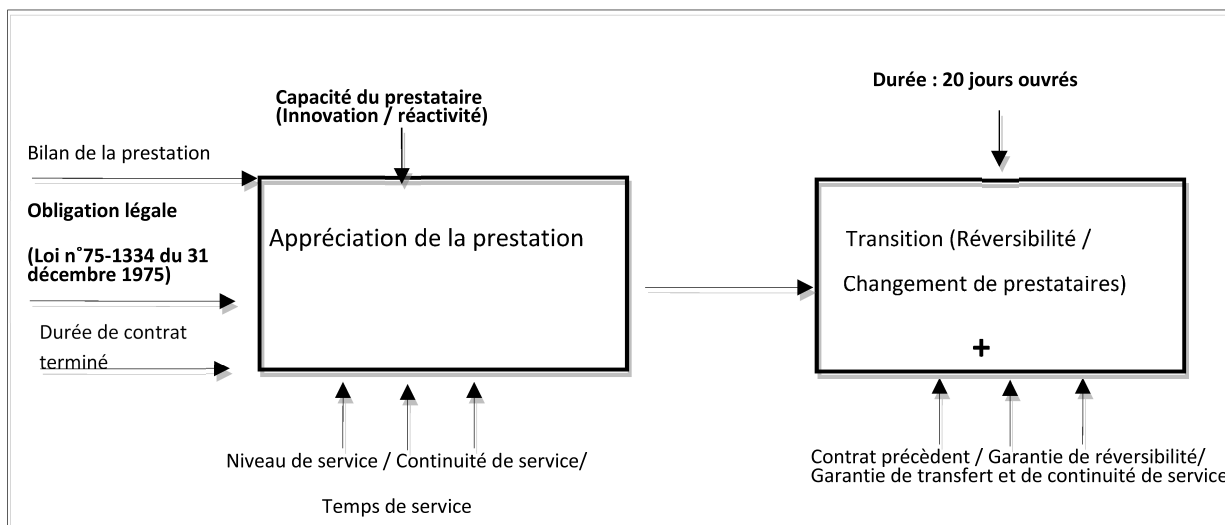 Capacité du prestataire
(Innovation / réactivité)
Durée : 20 jours ouvrés
Bilan de la prestation
Obligation légale
(Loi n°75-1334 du 31
décembre 1975)
Durée de contrat
terminé
Appréciation de la prestation
Transition (Réversibilité /
Changement de prestataires)
+
Niveau de service / Continuité de service/
Temps de service
Contrat précèdent / Garantie de réversibilité/
Garantie de transfert et de continuité de service